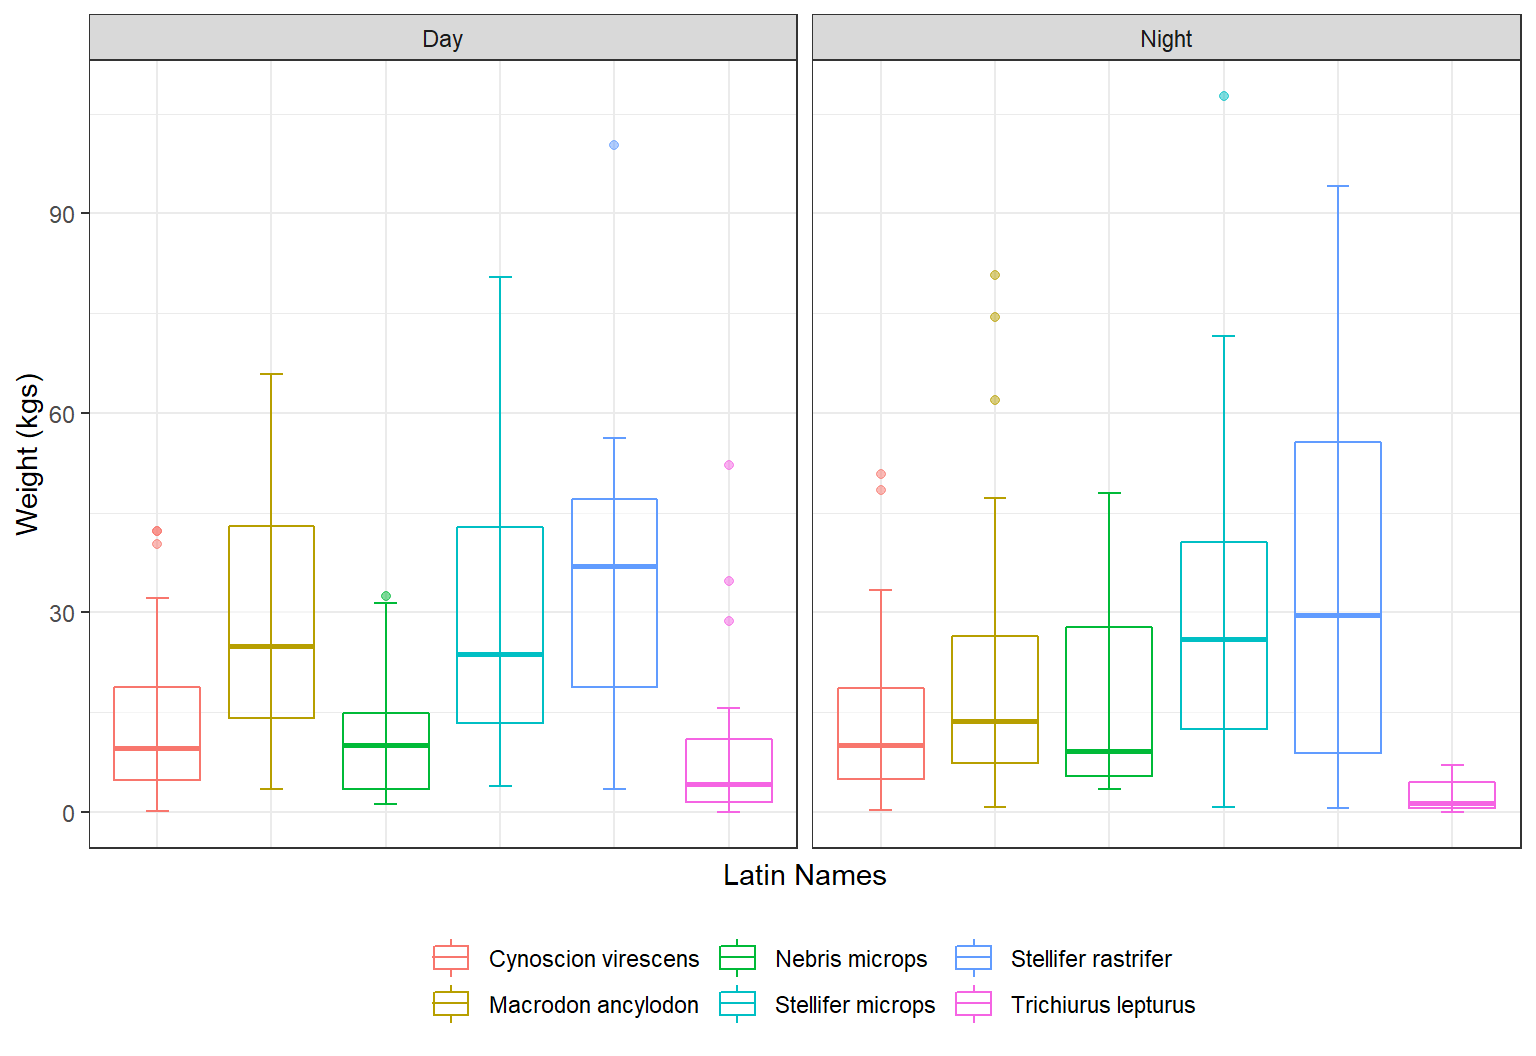 Day
Night
90
60
30
0
Weight (kgs)
Latin Names
Cynoscion virescens
Nebris microps
Stellifer rastrifer
Macrodon ancylodon
Stellifer microps
Trichiurus lepturus